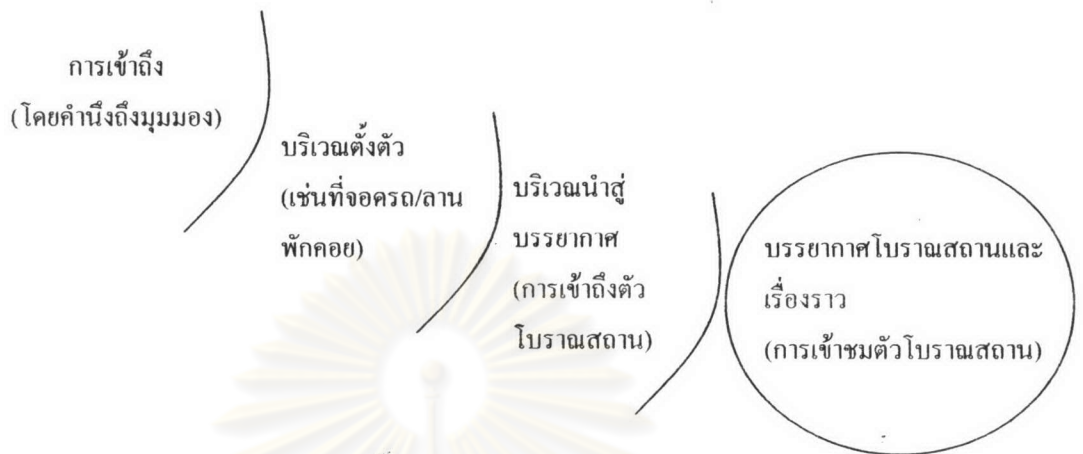 การเข้าถึง
(โดยคำนึงถึงมุมมอง)
บริเวณตั้งตัว
(เช่นที่จอดรถ/ลาน
พักคอย)
บริเวณนำสู่
บรรยากาศ
(การเข้าถึงตัว
โบราณสถาน)
บรรยากาศโบราณสถานและ
เรื่องราว
(การเข้าชมตัวโบราณสถาน)